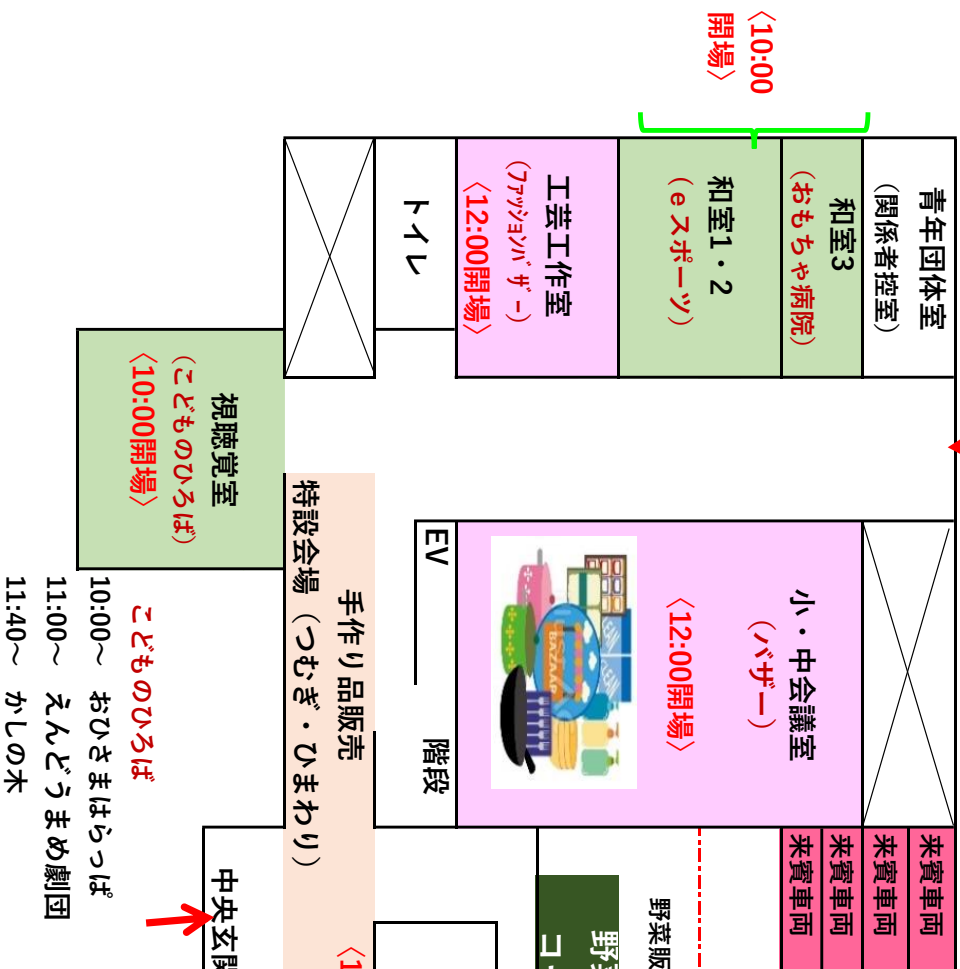 〈10:00
開場〉
青年団体室
（関係者控室）
和室3
（おもちゃ病院）
和室1・2
（e スポーツ）
工芸工作室
（ﾌｧｯｼｮﾝﾊﾞｻﾞｰ）
〈12:00開場〉
トイレ
視聴覚室
（こどものひろば）
〈10:00開場〉
小・中会議室
（バザー）
〈12:00開場〉
BAZAAR
EV
階段
手作り品販売
特設会場（つむぎ・ひまわり）
こどものひろば
10:00～ おひさまはらっぱ
11:00～ えんどうまめ劇団
11:40～ かしの木
来賓車両
来賓車両
来賓車両
来賓車両
野菜販
中央玄関
〈1